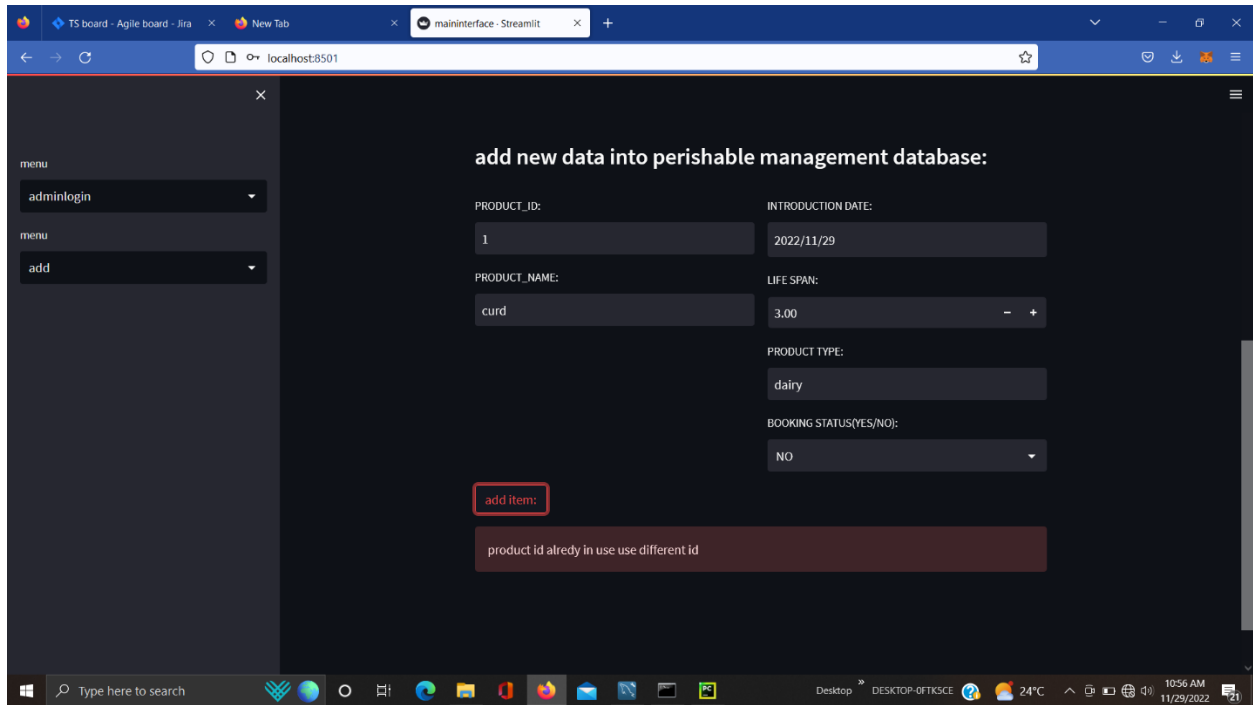 TS board - Agile board - Jira
New Tab
maininterface · Streamlit
localhost:8501
menu
adminlogin
menu
add
add new data into perishable management database:
PRODUCT_ID:
1
PRODUCT_NAME:
curd
INTRODUCTION DATE:
2022/11/29
LIFE SPAN:
3.00
PRODUCT TYPE:
dairy
BOOKING STATUS(YES/NO):
NO
add item:
product id alredy in use use different id
Type here to search
PC
Desktop
DESKTOP-0FTK5CE
24°C
10:56 AM
11/29/2022
21